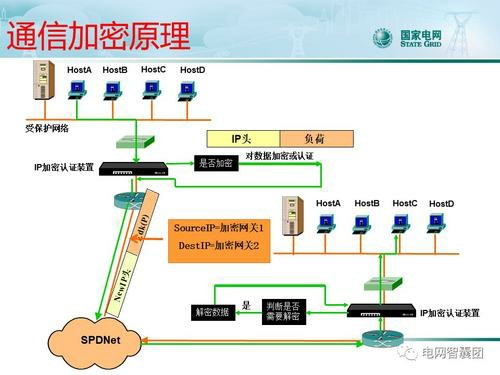 通信加密原理
国家电网
STATE GRID
HostA HostB HostC HostD
受保护网络
IP头 负荷
IP加密认证装置
是否加密
对数据加密或认证
HostA HostB HostC HostD
Zdk(P)
SourceIP=加密网关1
DestIP=加密网关2
NewIP头
解密数据
是
判断是否
需要解密
IP加密认证装置
SPDNet
电网智囊团